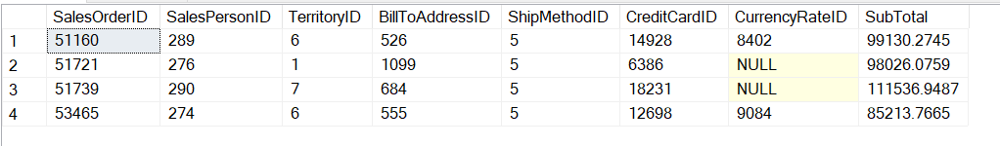 SalesOrderID SalesPersonID TerritoryID BillToAddressID ShipMethodID CreditCardID CurrencyRateID SubTotal
1 51160 289 6 526 5 14928 8402 99130.2745
2 51721 276 1 1099 5 6386 NULL 98026.0759
3 51739 290 7 684 5 18231 NULL 111536.9487
4 53465 274 6 555 5 12698 9084 85213.7665